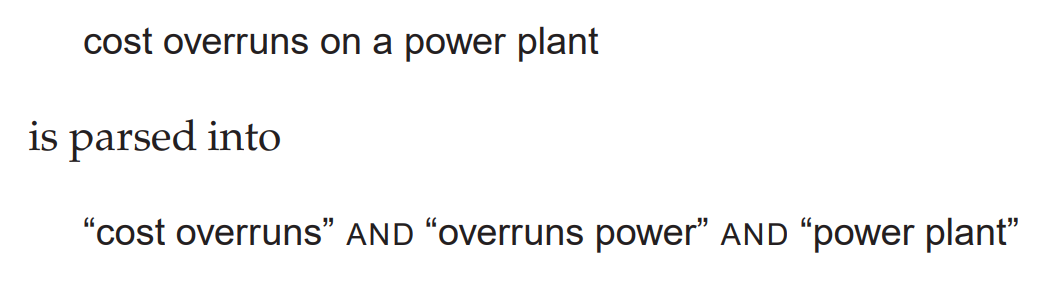 cost overruns on a power plant
is parsed into
“cost overruns” AND “overruns power” AND “power plant”